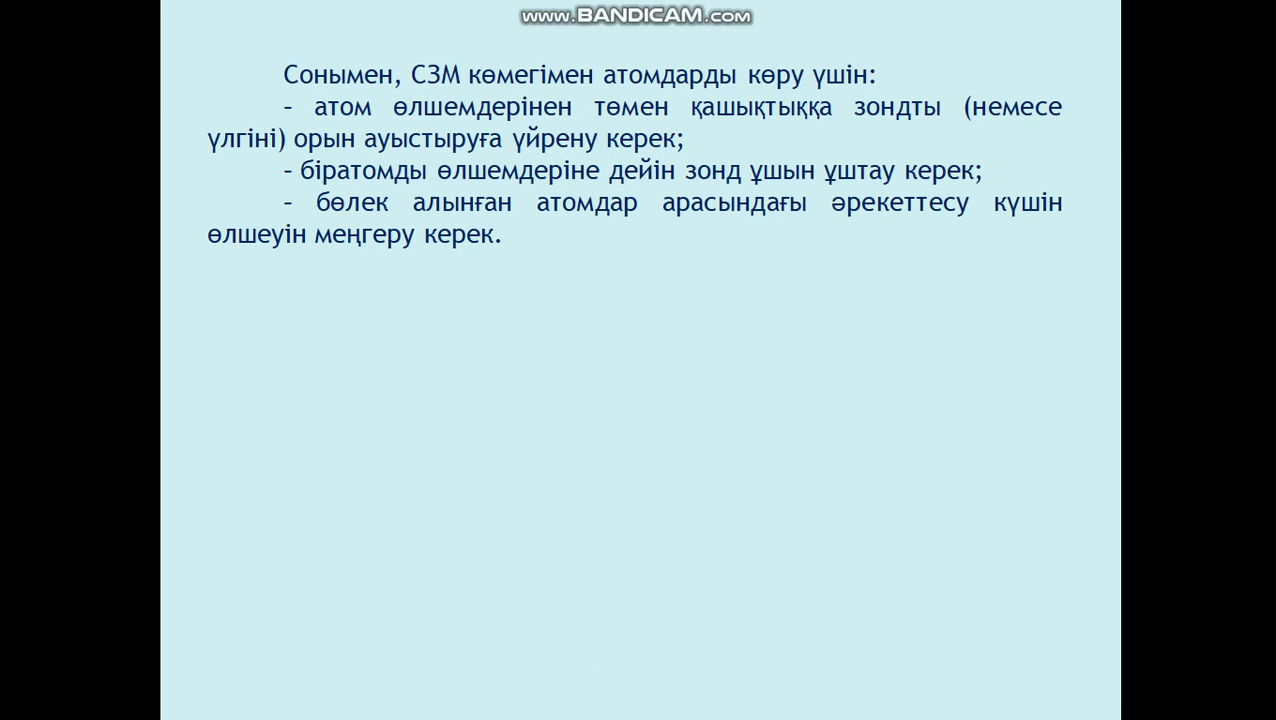 www.BANDICAM.com
Сонымен, СЗМ көмегімен атомдарды көру үшін:
- атом өлшемдерінен төмен қашықтыққа зондты (немесе
үлгіні) орын ауыстыруға үйрену керек;
- біратомды өлшемдеріне дейін зонд ұшын ұштау керек;
- бөлек алынған атомдар арасындағы әрекеттесу күшін
өлшеуін меңгеру керек.